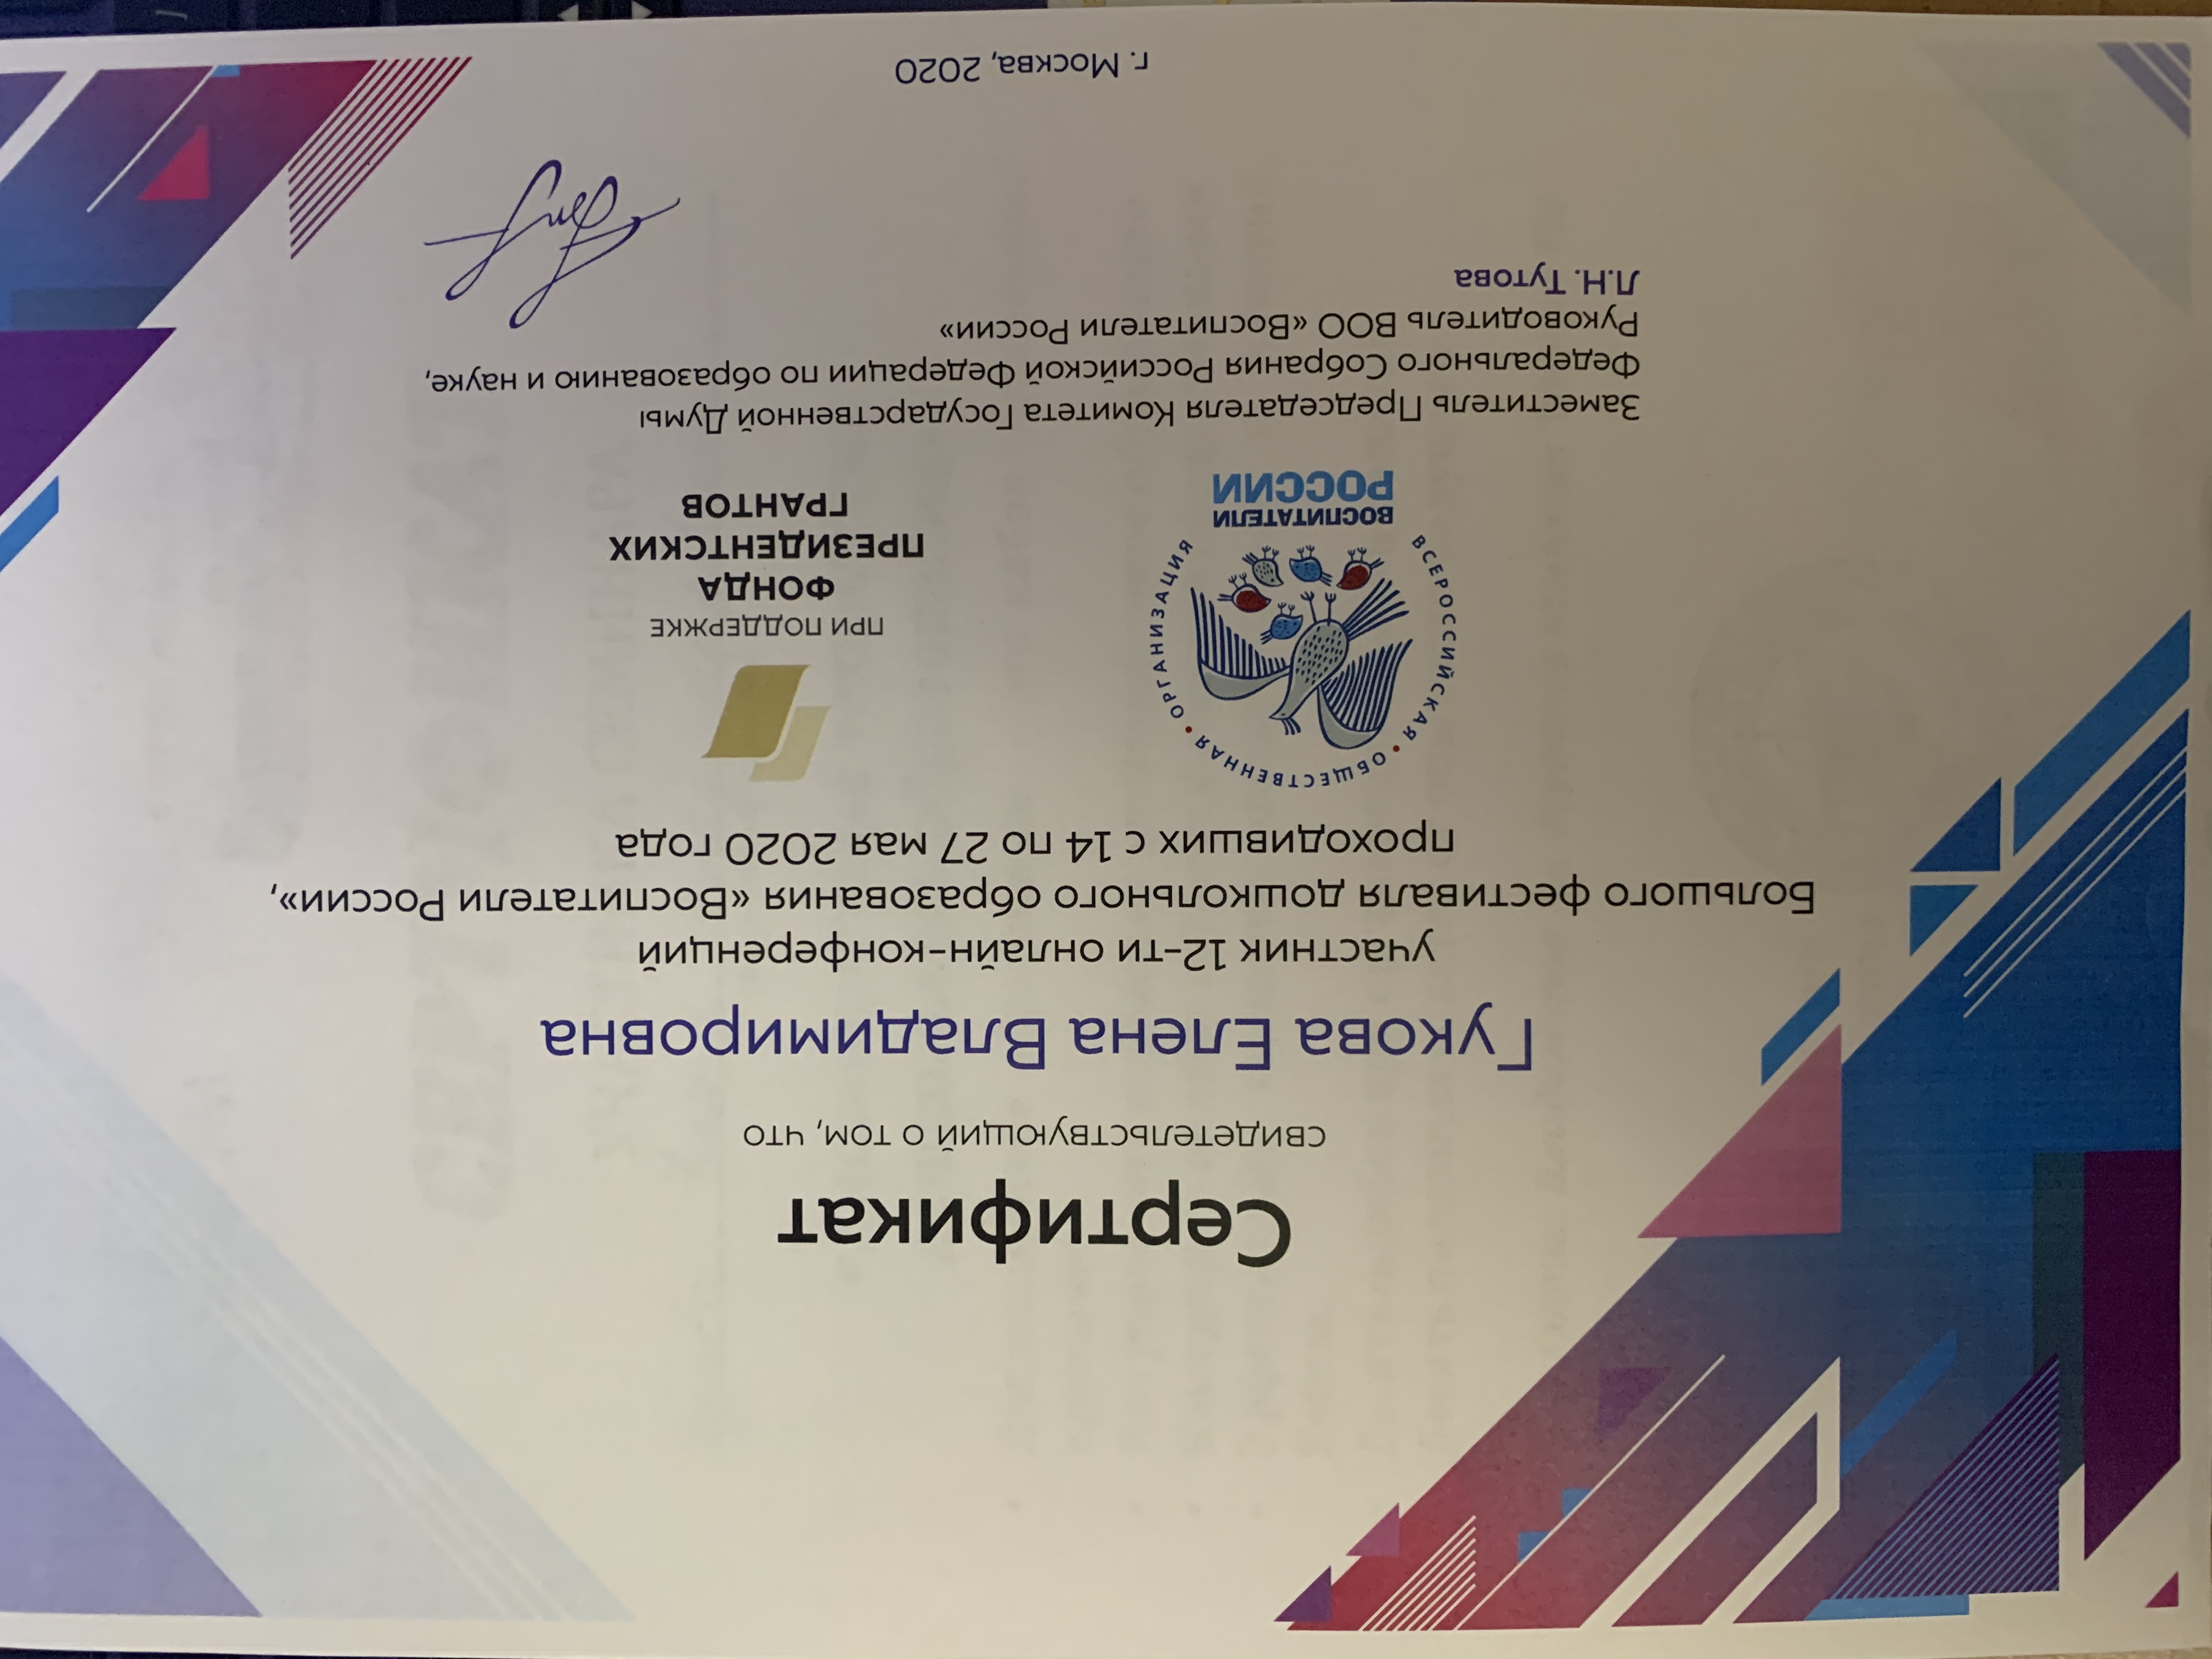 Сертификат
свидетельствующий о том, что
Гукова Елена Владимировна
участник 12-ти онлайн-конференций
Большого фестиваля дошкольного образования «Воспитатели России»,
проходивших с 14 по 27 мая 2020 года
ВСЕРОССИЙСКАЯ • ОБЩЕСТВЕННАЯ • ОРГАНИЗАЦИЯ
ВОСПИТАТЕЛИ
РОССИИ
ПРИ ПОДДЕРЖКЕ
ФОНДА
ПРЕЗИДЕНТСКИХ
ГРАНТОВ
Заместитель Председателя Комитета Государственной Думы
Федерального Собрания Российской Федерации по образованию и науке,
Руководитель ВОО «Воспитатели России»
Л.Н. Тутова
г. Москва, 2020